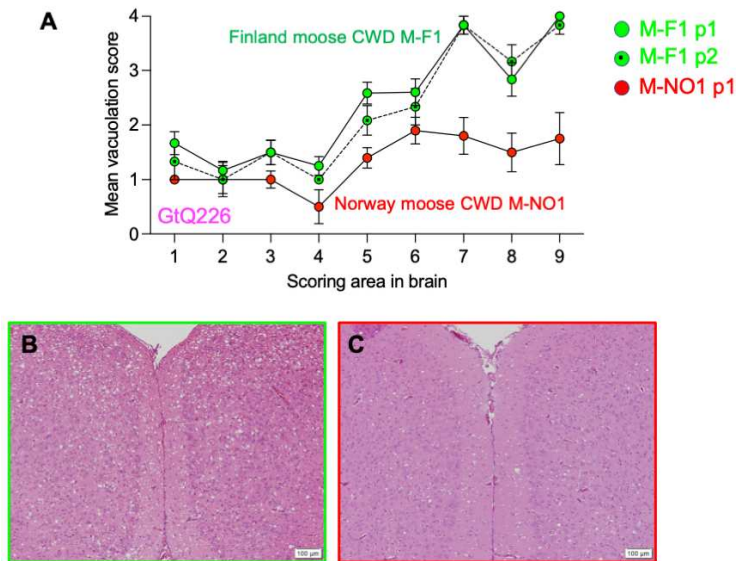 A
Mean vacuolation score
4
3
2
1
0
Finland moose CWD M-F1
Norway moose CWD M-NO1
GtQ226
1 2 3 4 5 6 7 8 9
Scoring area in brain
M-F1 p1
M-F1 p2
M-NO1 p1
B
100 µm
C
100 µm